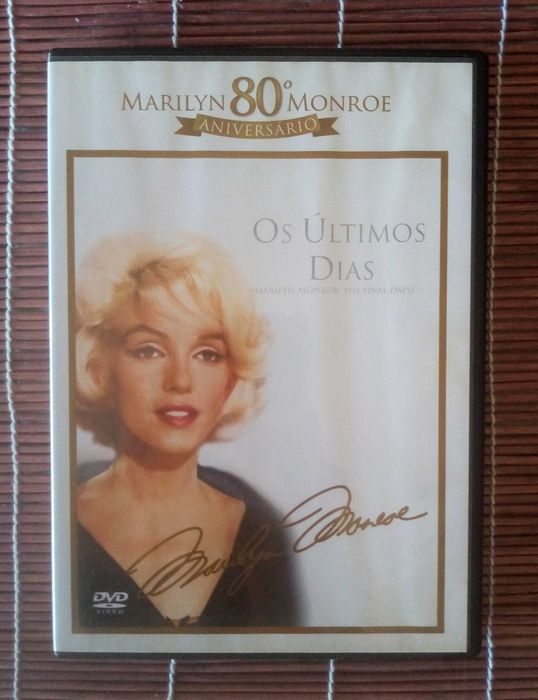 MARILYN 80º MONROE
ANIVERSÁRIO
OS ÚLTIMOS
DIAS
(MARILYN MONROE: THE FINAL DAYS)
Marilyn Monroe
DVD
VIDEO